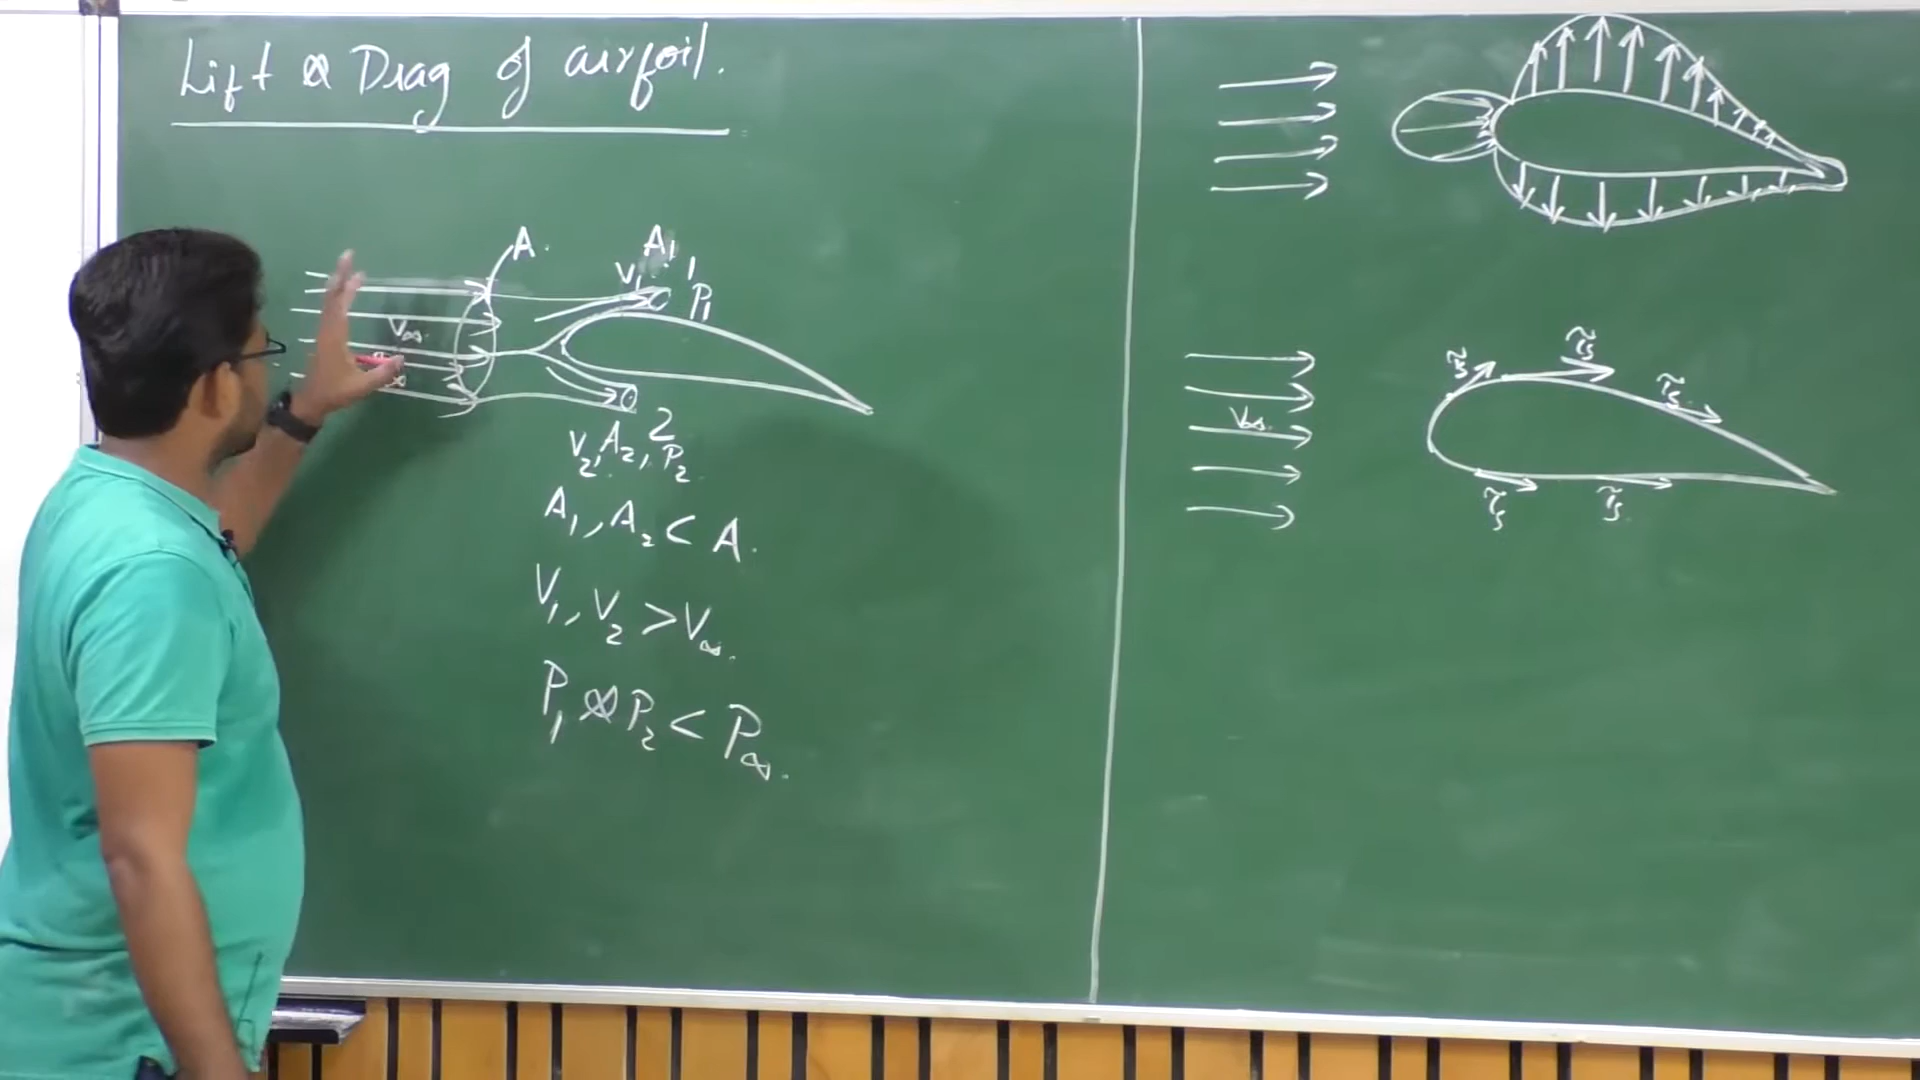 Lift & Drag of airfoil.
A.
A₁
V₁, 1
P₁
V∞
2
V₂, A₂, P₂
A₁, A₂ < A.
V₁, V₂ > V∞.
P₁ & P₂ < P∞.
τs τs
τs
V∞
τs τs